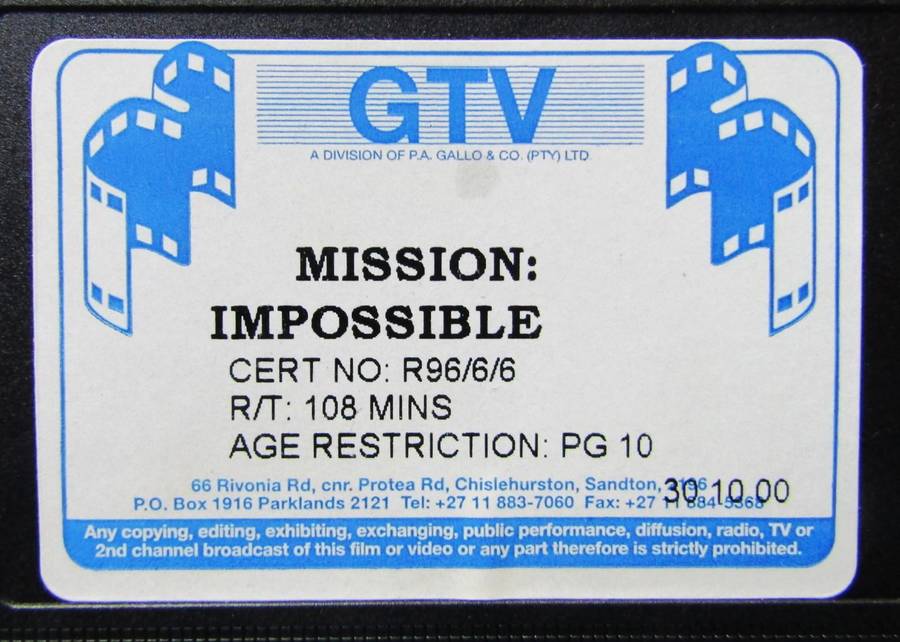 GTV
A DIVISION OF P.A. GALLO & CO. (PTY) LTD.
MISSION:
IMPOSSIBLE
CERT NO: R96/6/6
R/T: 108 MINS
AGE RESTRICTION: PG 10
66 Rivonia Rd, cnr. Protea Rd, Chislehurston, Sandton,
30 10.00
P.O. Box 1916 Parklands 2121 Tel: +27 11 883-7060 Fax: +27 11
Any copying, editing, exhibiting, exchanging, public performance, diffusion, radio, TV or
2nd channel broadcast of this film or video or any part therefore is strictly prohibited.